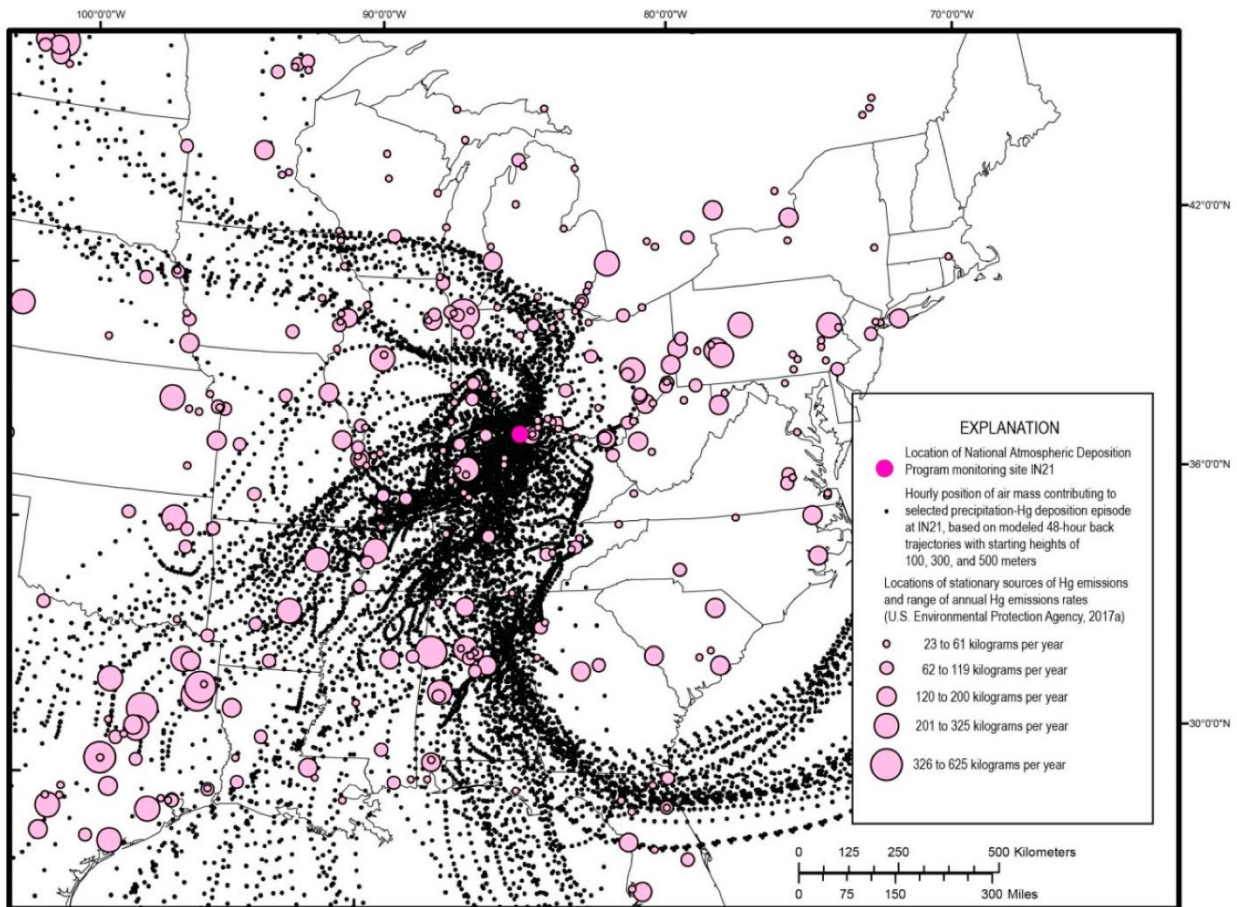 100°0'0"W
90°0'0"W
80°0'0"W
70°0'0"W
42°0'0"N
36°0'0"N
30°0'0"N
EXPLANATION
Location of National Atmospheric Deposition
Program monitoring site IN21
Hourly position of air mass contributing to
selected precipitation-Hg deposition episode
at IN21, based on modeled 48-hour back
trajectories with starting heights of
100, 300, and 500 meters
Locations of stationary sources of Hg emissions
and range of annual Hg emissions rates
(U.S. Environmental Protection Agency, 2017a)
23 to 61 kilograms per year
62 to 119 kilograms per year
120 to 200 kilograms per year
201 to 325 kilograms per year
326 to 625 kilograms per year
0 125 250 500 Kilometers
0 75 150 300 Miles